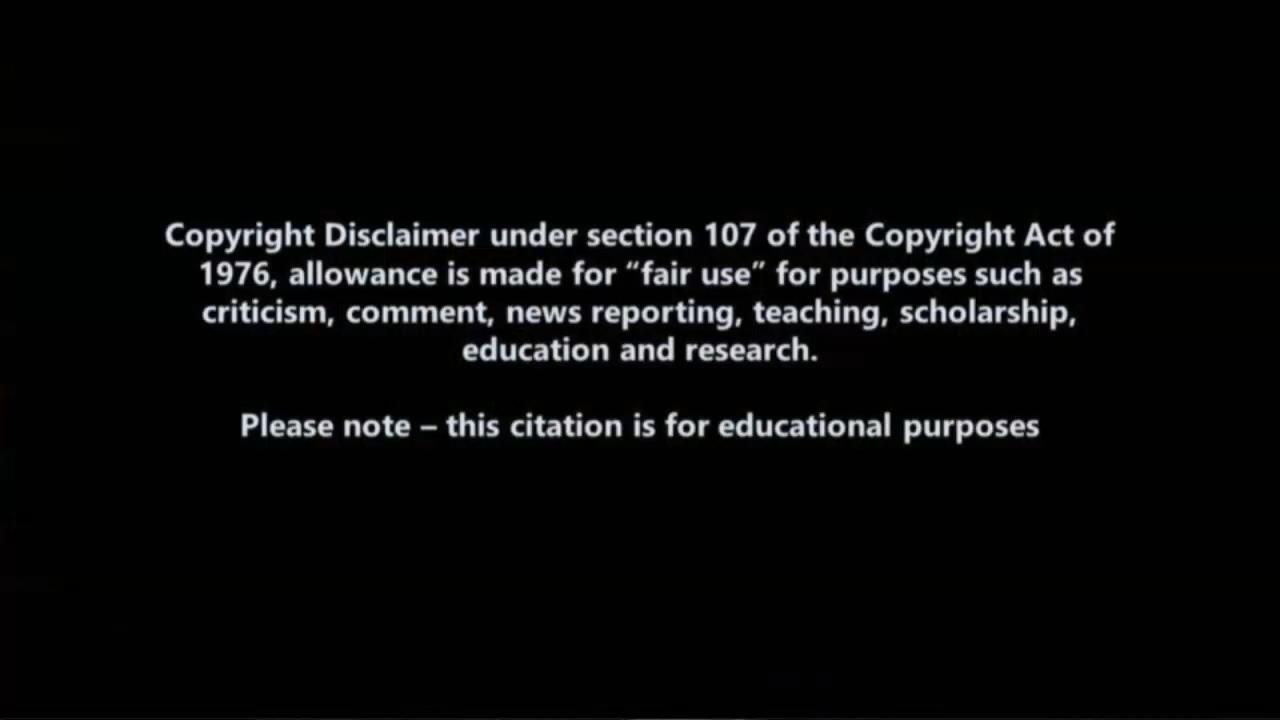 Copyright Disclaimer under section 107 of the Copyright Act of
1976, allowance is made for “fair use” for purposes such as
criticism, comment, news reporting, teaching, scholarship,
education and research.
Please note – this citation is for educational purposes